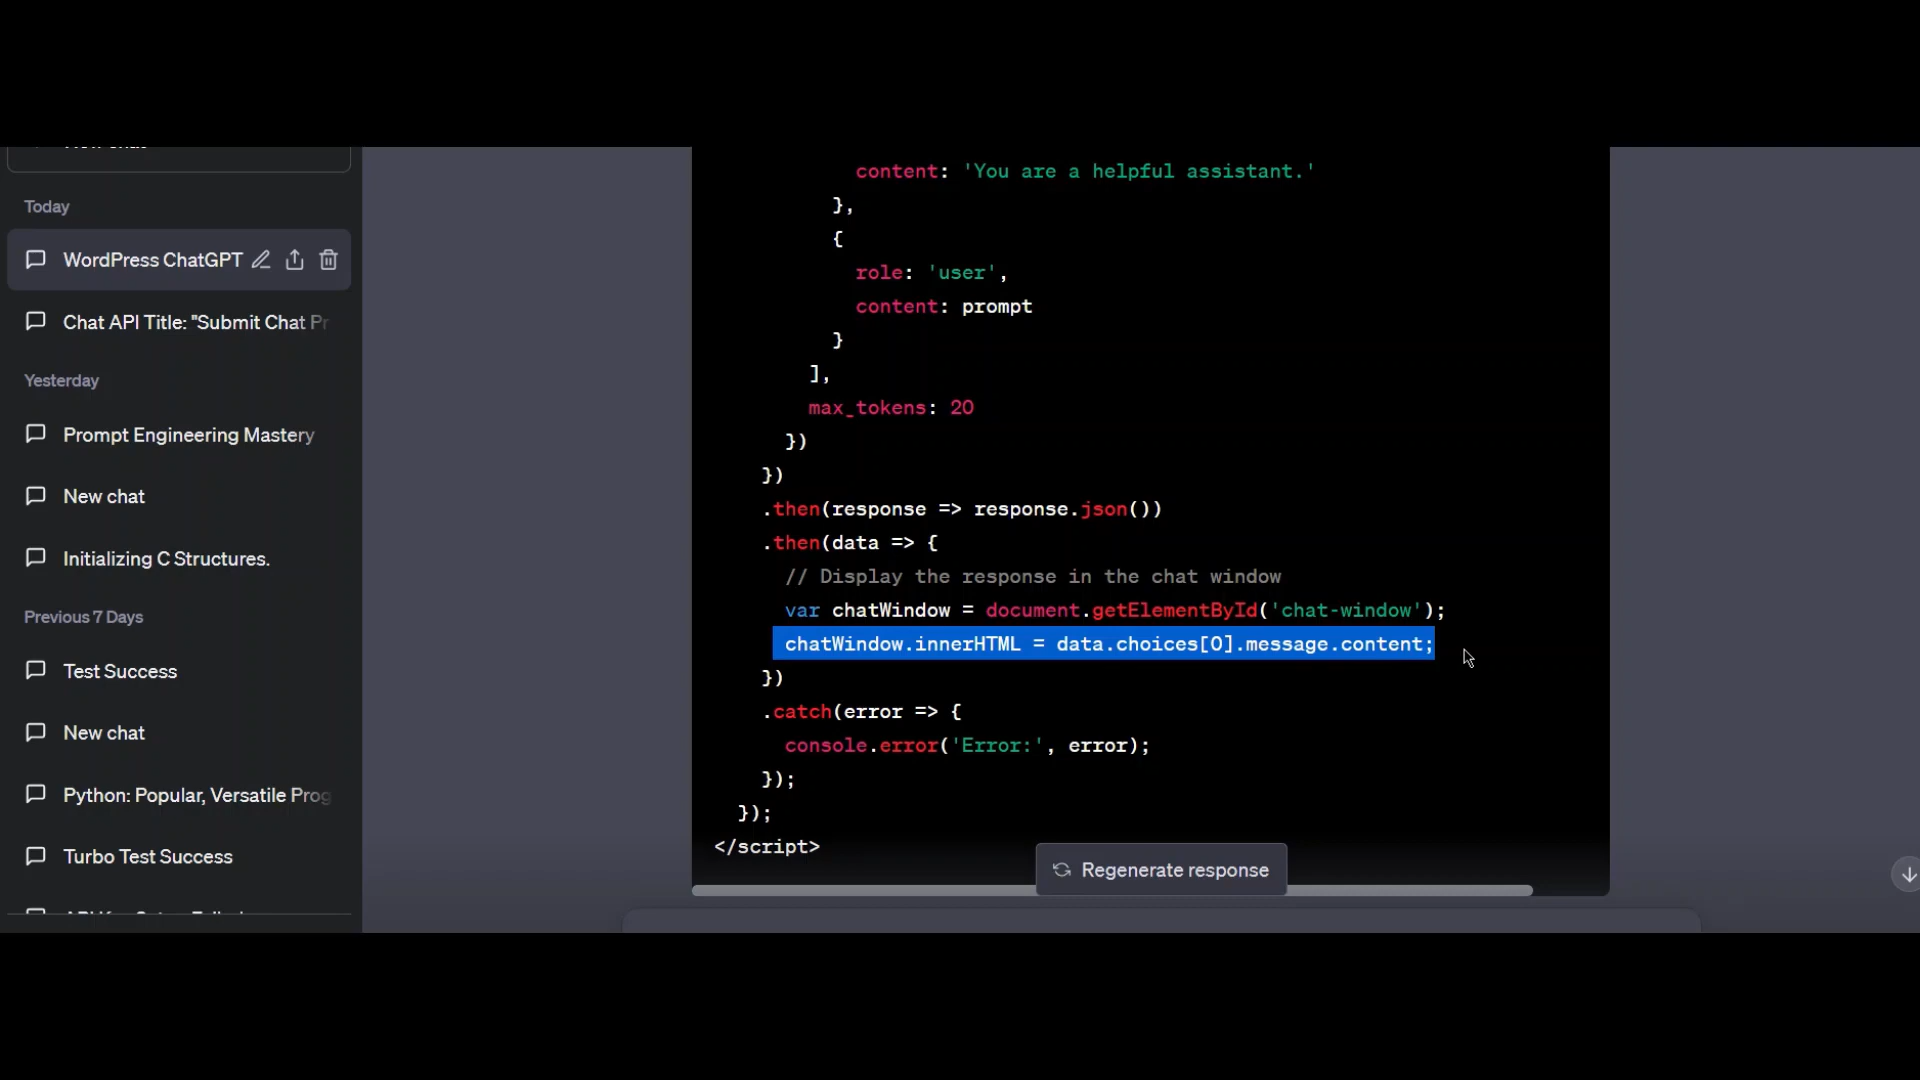 Today
WordPress ChatGPT
Chat API Title: "Submit Chat Pr
Yesterday
Prompt Engineering Mastery
New chat
Initializing C Structures.
Previous 7 Days
Test Success
New chat
Python: Popular, Versatile Prog
Turbo Test Success
content: 'You are a helpful assistant.'
},
{
role: 'user',
content: prompt
}
],
max_tokens: 20
})
})
.then(response => response.json())
.then(data => {
// Display the response in the chat window
var chatWindow = document.getElementById('chat-window');
chatWindow.innerHTML = data.choices[0].message.content;
})
.catch(error => {
console.error('Error:', error);
});
});
</script>
Regenerate response